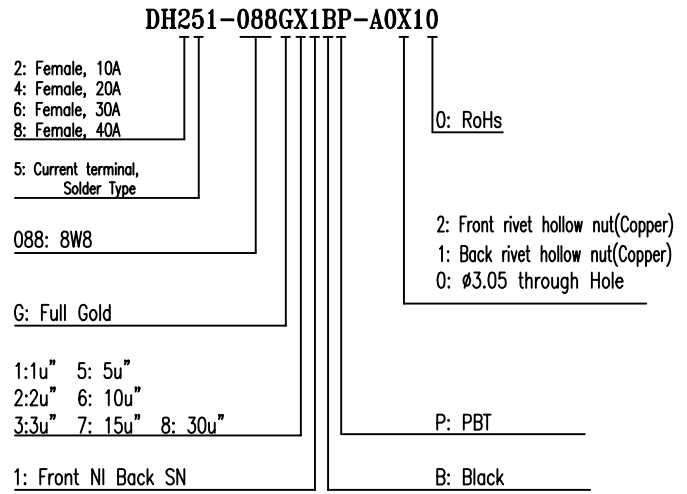 DH251-088GX1BP-A0X10
2: Female, 10A
4: Female, 20A
6: Female, 30A
8: Female, 40A
5: Current terminal,
Solder Type
088: 8W8
G: Full Gold
1:1u" 5: 5u"
2:2u" 6: 10u"
3:3u" 7: 15u" 8: 30u"
1: Front NI Back SN
0: RoHs
2: Front rivet hollow nut(Copper)
1: Back rivet hollow nut(Copper)
0: ø3.05 through Hole
P: PBT
B: Black